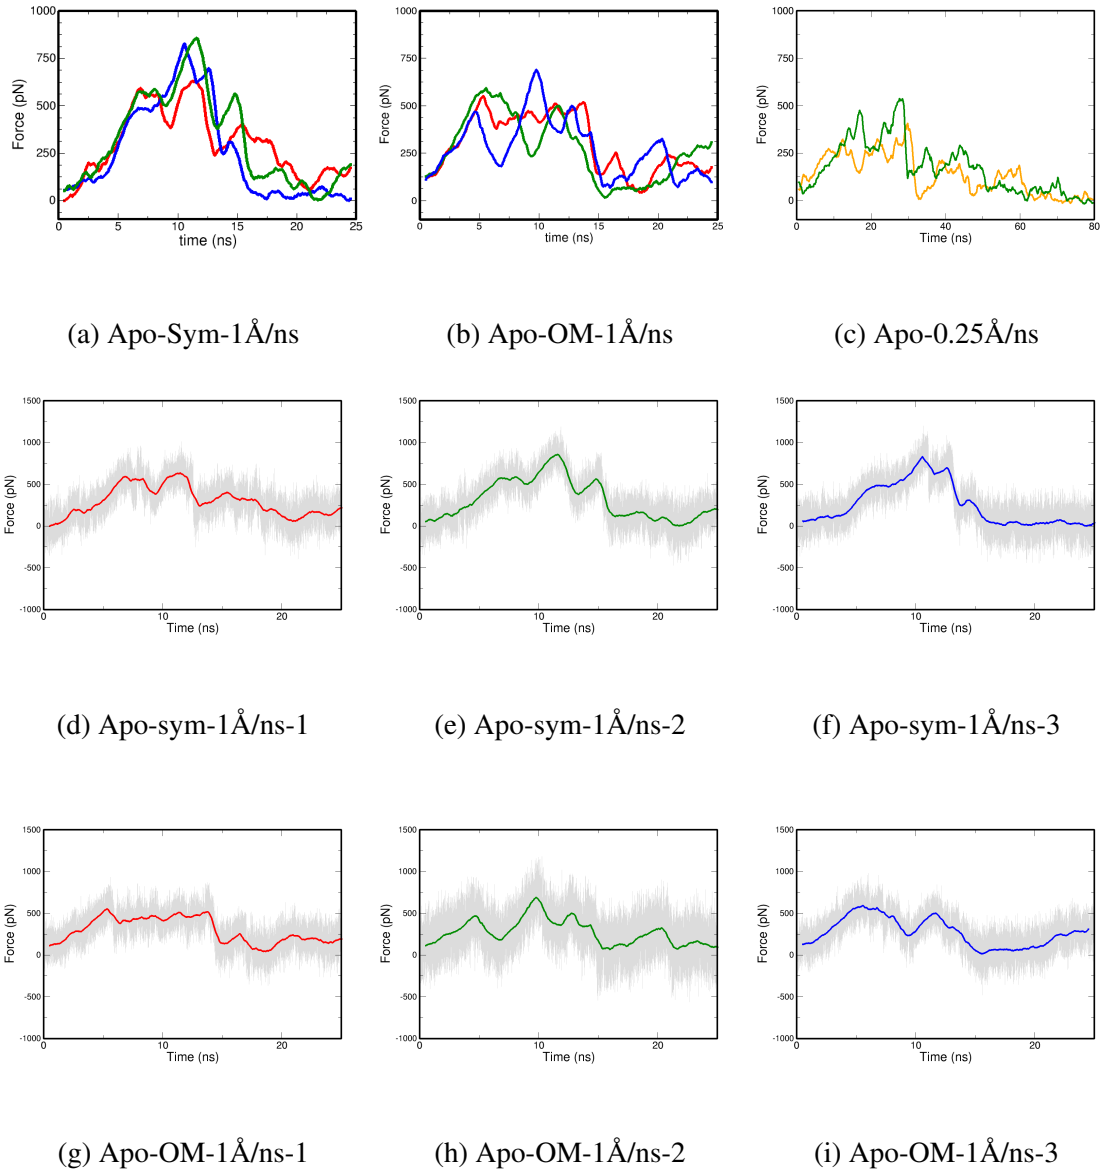 1000
750
500
250
0
Force (pN)
0 5 10 15 20 25
time (ns)
1000
750
500
250
0
Force (pN)
0 5 10 15 20 25
time (ns)
1000
750
500
250
0
Force (pN)
0 20 40 60 80
Time (ns)
(a) Apo-Sym-1Å/ns
(b) Apo-OM-1Å/ns
(c) Apo-0.25Å/ns
1500
1000
500
0
-500
-1000
Force (pN)
0 10 20
Time (ns)
1500
1000
500
0
-500
-1000
Force (pN)
0 10 20
Time (ns)
1500
1000
500
0
-500
-1000
Force (pN)
0 10 20
Time (ns)
(d) Apo-sym-1Å/ns-1
(e) Apo-sym-1Å/ns-2
(f) Apo-sym-1Å/ns-3
1500
1000
500
0
-500
-1000
Force (pN)
0 10 20
Time (ns)
1500
1000
500
0
-500
-1000
Force (pN)
0 10 20
Time (ns)
1500
1000
500
0
-500
-1000
Force (pN)
0 10 20
Time (ns)
(g) Apo-OM-1Å/ns-1
(h) Apo-OM-1Å/ns-2
(i) Apo-OM-1Å/ns-3